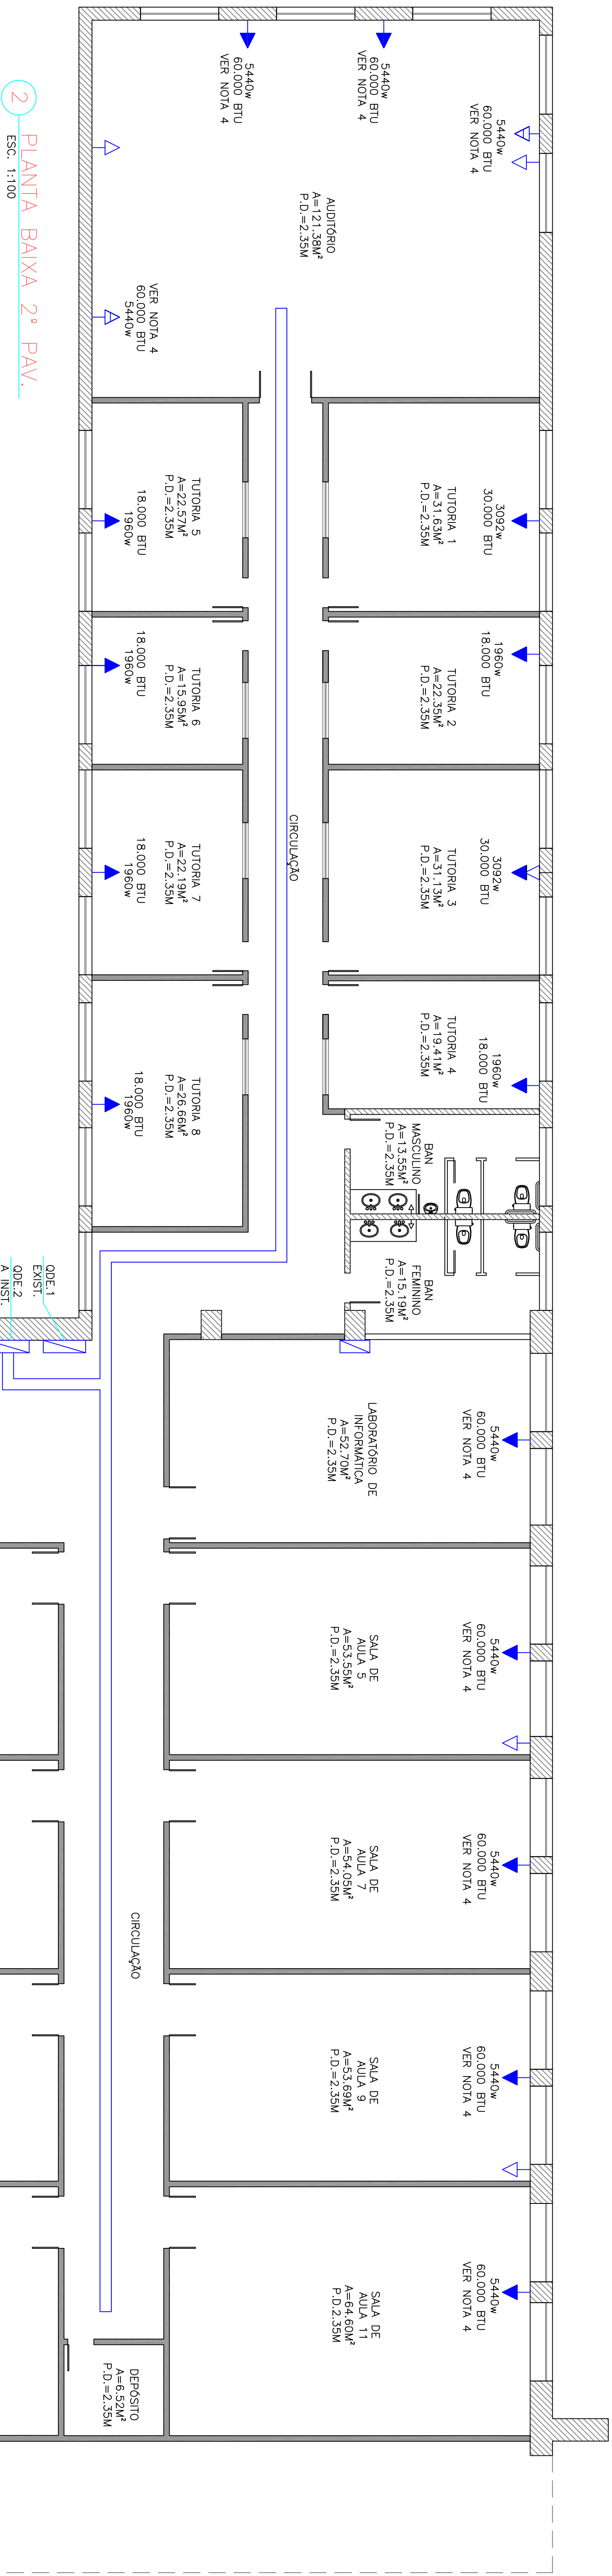 5440w
60.000 BTU
VER NOTA 4
5440w
60.000 BTU
VER NOTA 4
5440w
60.000 BTU
VER NOTA 4
AUDITÓRIO
A=121.38M²
P.D.=2.35M
VER NOTA 4
60.000 BTU
5440w
2
PLANTA BAIXA 2° PAV.
ESC. 1:100
3092w
30.000 BTU
TUTORIA 1
A=31.63M²
P.D.=2.35M
1960w
18.000 BTU
TUTORIA 2
A=22.35M²
P.D.=2.35M
3092w
30.000 BTU
TUTORIA 3
A=31.13M²
P.D.=2.35M
1960w
18.000 BTU
TUTORIA 4
A=19.41M²
P.D.=2.35M
TUTORIA 5
A=22.57M²
P.D.=2.35M
18.000 BTU
1960w
TUTORIA 6
A=15.95M²
P.D.=2.35M
18.000 BTU
1960w
TUTORIA 7
A=22.19M²
P.D.=2.35M
18.000 BTU
1960w
TUTORIA 8
A=26.66M²
P.D.=2.35M
18.000 BTU
1960w
CIRCULAÇÃO
BAN
MASCULINO
A=13.55M²
P.D.=2.35M
BAN
FEMININO
A=15.19M²
P.D.=2.35M
QDE.1
EXIST.
QDE.2
A INST.
5440w
60.000 BTU
VER NOTA 4
LABORATÓRIO DE
INFORMÁTICA
A=52.70M²
P.D.=2.35M
5440w
60.000 BTU
VER NOTA 4
SALA DE
AULA 5
A=53.55M²
P.D.=2.35M
5440w
60.000 BTU
VER NOTA 4
SALA DE
AULA 7
A=54.05M²
P.D.=2.35M
CIRCULAÇÃO
5440w
60.000 BTU
VER NOTA 4
SALA DE
AULA 9
A=53.69M²
P.D.=2.35M
5440w
60.000 BTU
VER NOTA 4
SALA DE
AULA 11
A=64.60M²
P.D.2.35M
DEPÓSITO
A=6.52M²
P.D.=2.35M